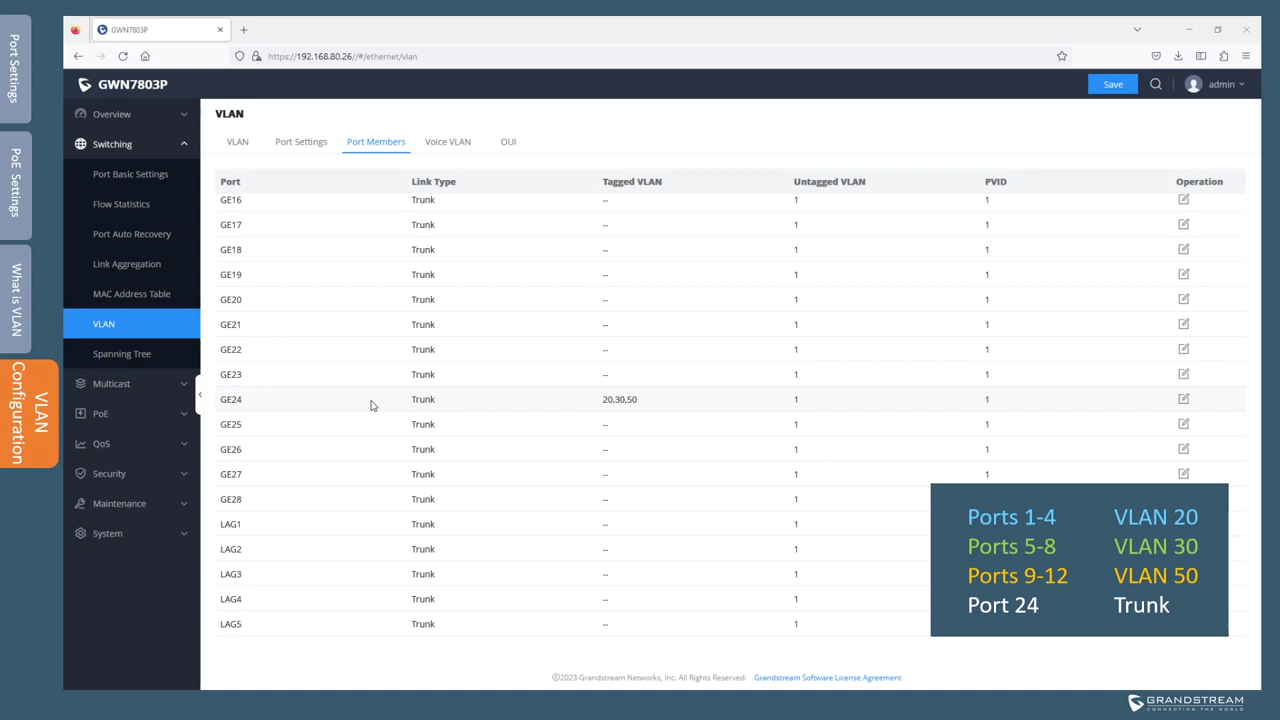 Port Settings
PoE Settings
What is VLAN
VLAN
Configuration
GWN7803P
https://192.168.80.26//#/ethernet/vlan
GWN7803P
Save
admin
Overview
Switching
Port Basic Settings
Flow Statistics
Port Auto Recovery
Link Aggregation
MAC Address Table
VLAN
Spanning Tree
Multicast
PoE
QoS
Security
Maintenance
System
VLAN
VLAN Port Settings Port Members Voice VLAN OUI
Port Link Type Tagged VLAN Untagged VLAN PVID Operation
GE16 Trunk -- 1 1
GE17 Trunk -- 1 1
GE18 Trunk -- 1 1
GE19 Trunk -- 1 1
GE20 Trunk -- 1 1
GE21 Trunk -- 1 1
GE22 Trunk -- 1 1
GE23 Trunk -- 1 1
GE24 Trunk 20,30,50 1 1
GE25 Trunk -- 1 1
GE26 Trunk -- 1 1
GE27 Trunk -- 1 1
GE28 Trunk -- 1
LAG1 Trunk -- 1
LAG2 Trunk -- 1
LAG3 Trunk -- 1
LAG4 Trunk -- 1
LAG5 Trunk -- 1
Ports 1-4 VLAN 20
Ports 5-8 VLAN 30
Ports 9-12 VLAN 50
Port 24 Trunk
©2023 Grandstream Networks, Inc. All Rights Reserved. Grandstream Software License Agreement
GRANDSTREAM
CONNECTING THE WORLD